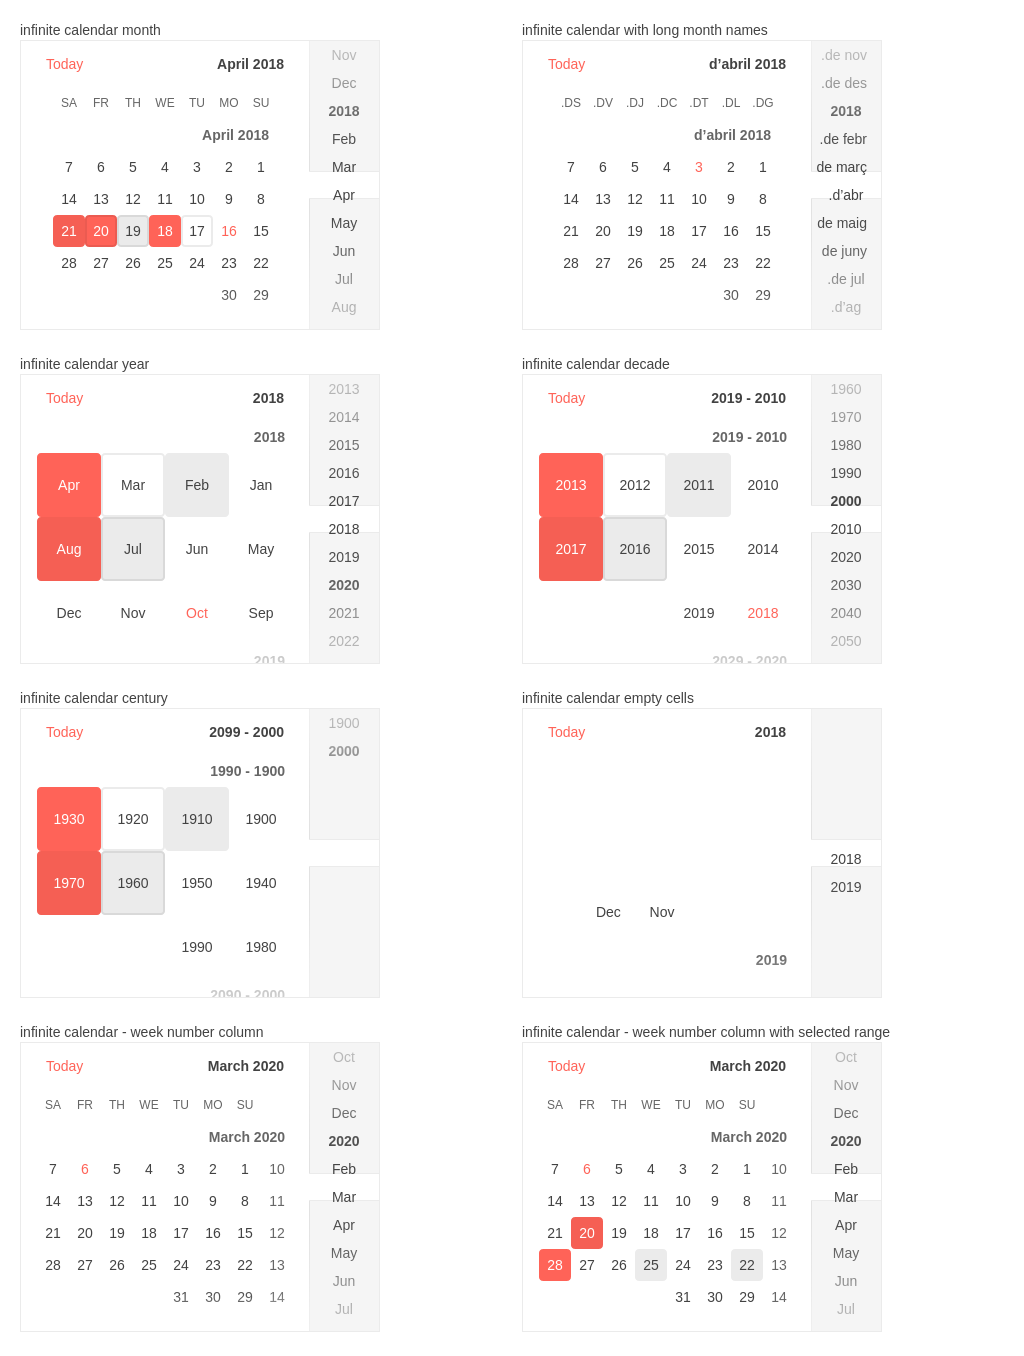 infinite calendar month
Today April 2018
SA FR TH WE TU MO SU
April 2018
7 6 5 4 3 2 1
14 13 12 11 10 9 8
21 20 19 18 17 16 15
28 27 26 25 24 23 22
30 29
Nov
Dec
2018
Feb
Mar
Apr
May
Jun
Jul
Aug
infinite calendar with long month names
Today d’abril 2018
.DS .DV .DJ .DC .DT .DL .DG
d’abril 2018
7 6 5 4 3 2 1
14 13 12 11 10 9 8
21 20 19 18 17 16 15
28 27 26 25 24 23 22
30 29
.de nov
.de des
2018
.de febr
de març
.d’abr
de maig
de juny
.de jul
.d’ag
infinite calendar year
Today 2018
2018
Apr Mar Feb Jan
Aug Jul Jun May
Dec Nov Oct Sep
2019
2013
2014
2015
2016
2017
2018
2019
2020
2021
2022
infinite calendar decade
Today 2019 - 2010
2019 - 2010
2013 2012 2011 2010
2017 2016 2015 2014
2019 2018
2029 - 2020
1960
1970
1980
1990
2000
2010
2020
2030
2040
2050
infinite calendar century
Today 2099 - 2000
1990 - 1900
1930 1920 1910 1900
1970 1960 1950 1940
1990 1980
2090 - 2000
1900
2000
infinite calendar empty cells
Today 2018
Dec Nov
2019
2018
2019
infinite calendar - week number column
Today March 2020
SA FR TH WE TU MO SU
March 2020
7 6 5 4 3 2 1 10
14 13 12 11 10 9 8 11
21 20 19 18 17 16 15 12
28 27 26 25 24 23 22 13
31 30 29 14
Oct
Nov
Dec
2020
Feb
Mar
Apr
May
Jun
Jul
infinite calendar - week number column with selected range
Today March 2020
SA FR TH WE TU MO SU
March 2020
7 6 5 4 3 2 1 10
14 13 12 11 10 9 8 11
21 20 19 18 17 16 15 12
28 27 26 25 24 23 22 13
31 30 29 14
Oct
Nov
Dec
2020
Feb
Mar
Apr
May
Jun
Jul